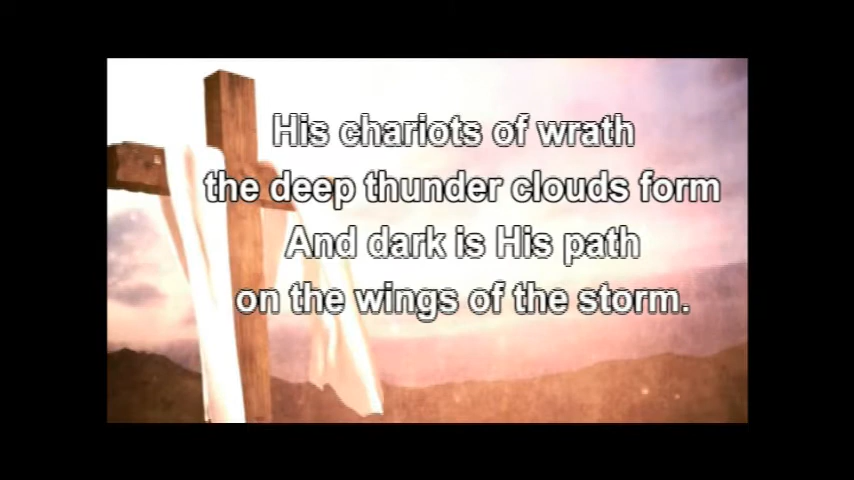 His chariots of wrath
the deep thunder clouds form
And dark is His path
on the wings of the storm.